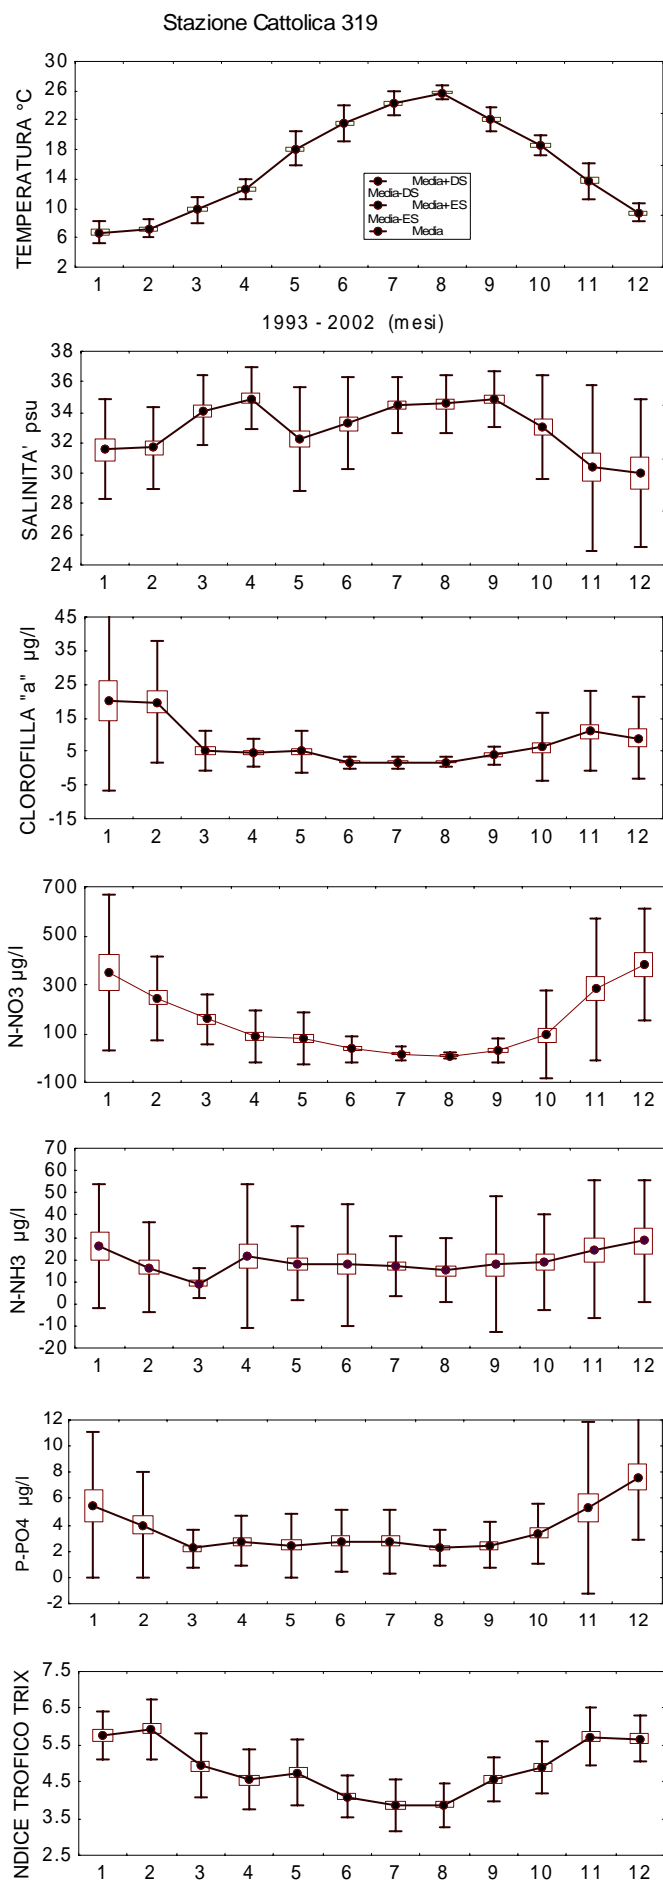 Stazione Cattolica 319
TEMPERATURA °C
30
26
22
18
14
10
6
2
Media+DS
Media-DS
Media+ES
Media-ES
Media
1 2 3 4 5 6 7 8 9 10 11 12
1993 - 2002 (mesi)
SALINITA' psu
38
36
34
32
30
28
26
24
1 2 3 4 5 6 7 8 9 10 11 12
CLOROFILLA "a" µg/l
45
35
25
15
5
-5
-15
1 2 3 4 5 6 7 8 9 10 11 12
N-NO3 µg/l
700
500
300
100
-100
1 2 3 4 5 6 7 8 9 10 11 12
N-NH3 µg/l
70
60
50
40
30
20
10
0
-10
-20
1 2 3 4 5 6 7 8 9 10 11 12
P-PO4 µg/l
12
10
8
6
4
2
0
-2
1 2 3 4 5 6 7 8 9 10 11 12
NDICE TROFICO TRIX
7.5
6.5
5.5
4.5
3.5
2.5
1 2 3 4 5 6 7 8 9 10 11 12